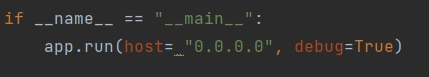 if __name__ == "__main__":
    app.run(host= "0.0.0.0", debug=True)